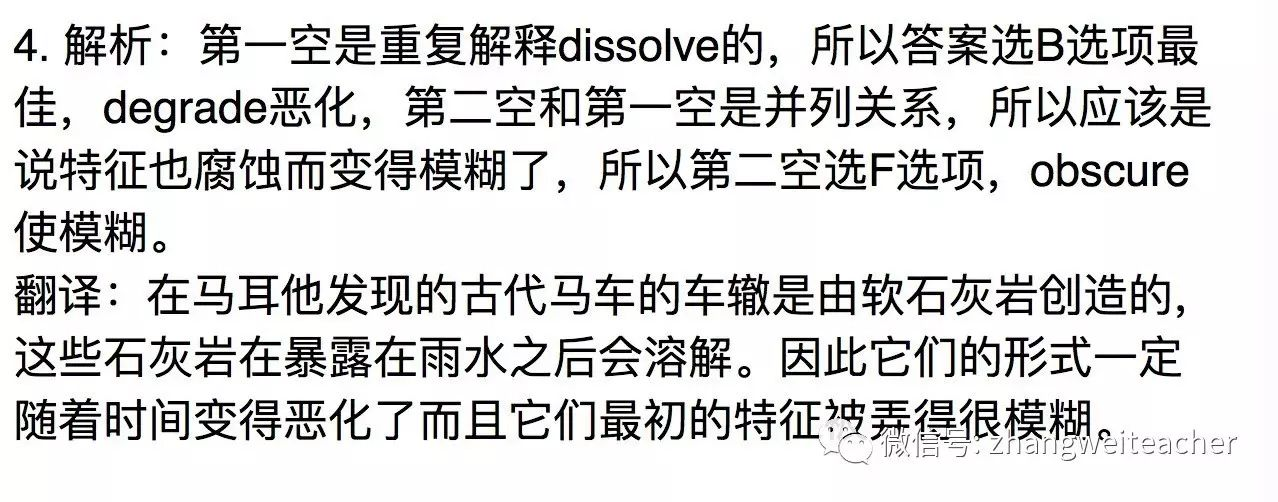 4. 解析：第一空是重复解释dissolve的，所以答案选B选项最
佳，degrade恶化，第二空和第一空是并列关系，所以应该是
说特征也腐蚀而变得模糊了，所以第二空选F选项，obscure
使模糊。
翻译：在马耳他发现的古代马车的车辙是由软石灰岩创造的，
这些石灰岩在暴露在雨水之后会溶解。因此它们的形式一定
随着时间变得恶化了而且它们最初的特征被弄得很模糊。
微信号: zhangweiteacher